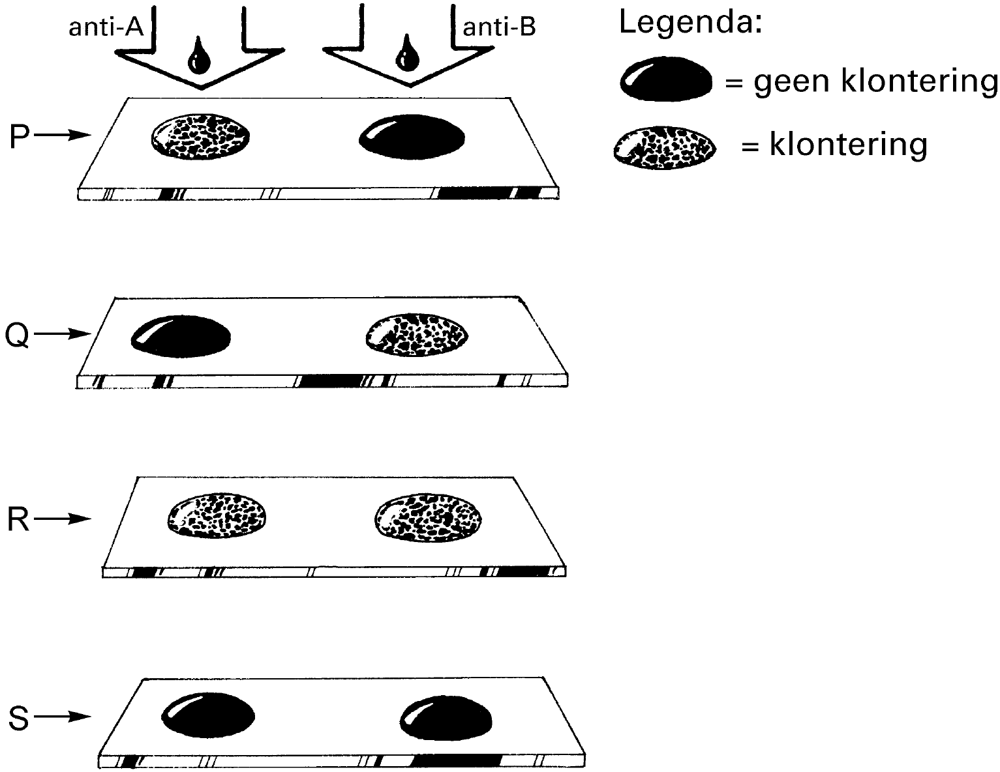 anti-A
anti-B
Legenda:
= geen klontering
= klontering
P
Q
R
S